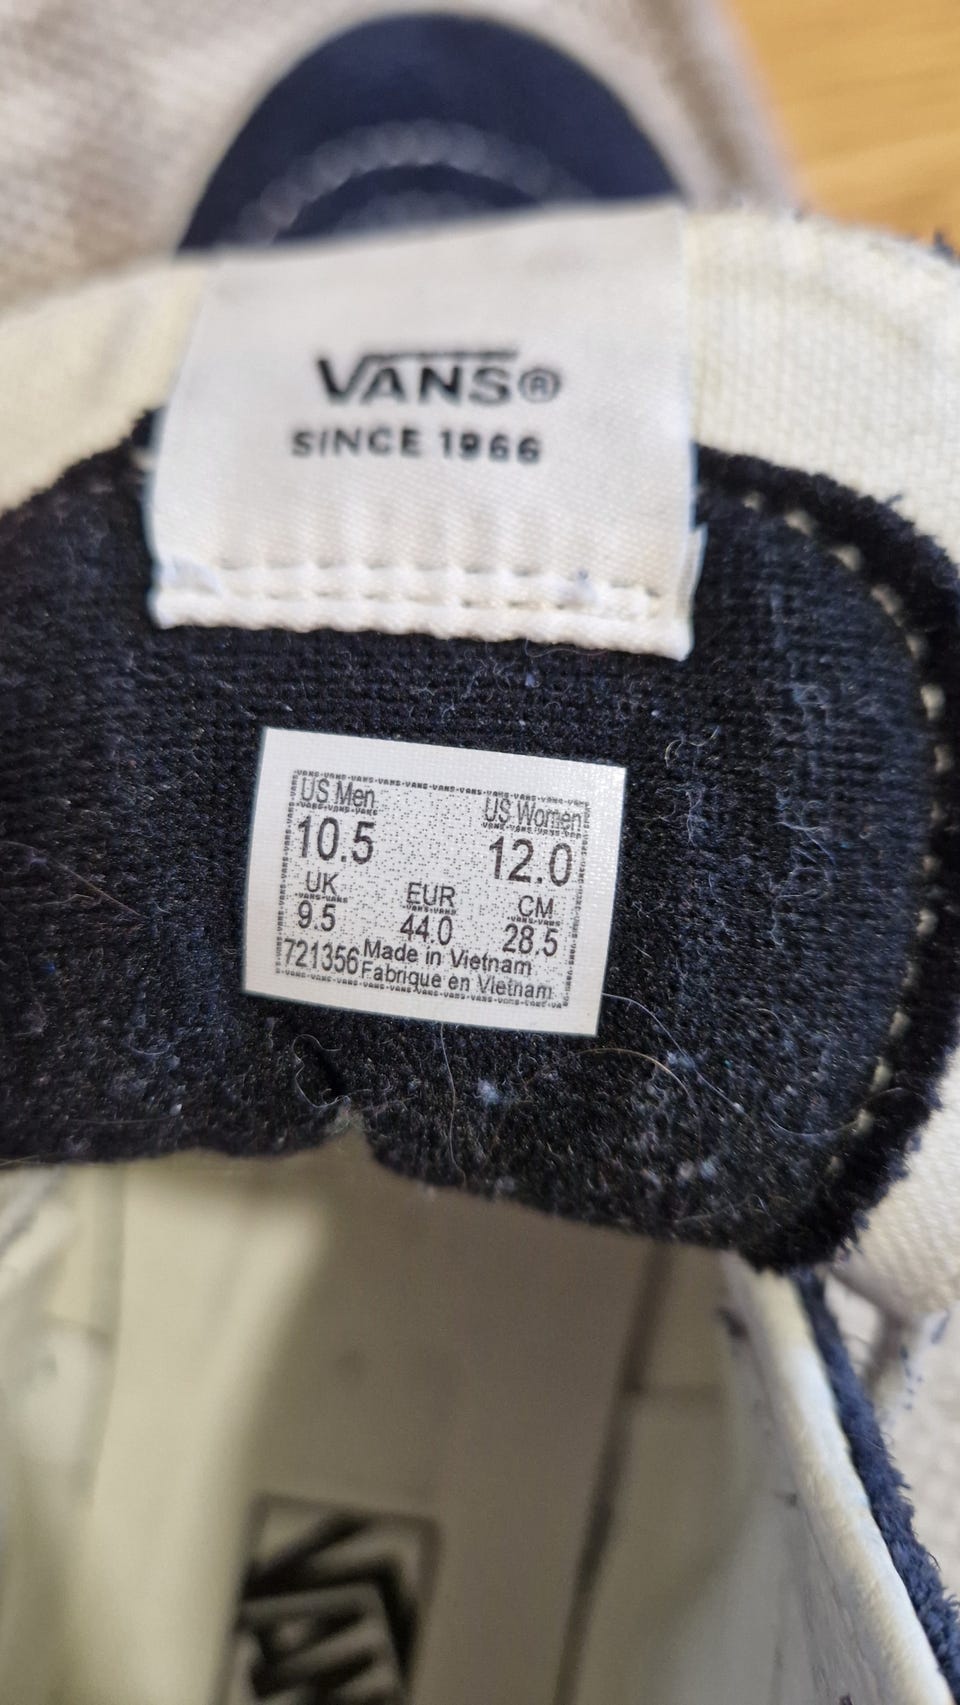 VANS®
SINCE 1966
US Men US Women
10.5 12.0
UK EUR CM
9.5 44.0 28.5
721356 Made in Vietnam
Fabrique en Vietnam
VANS